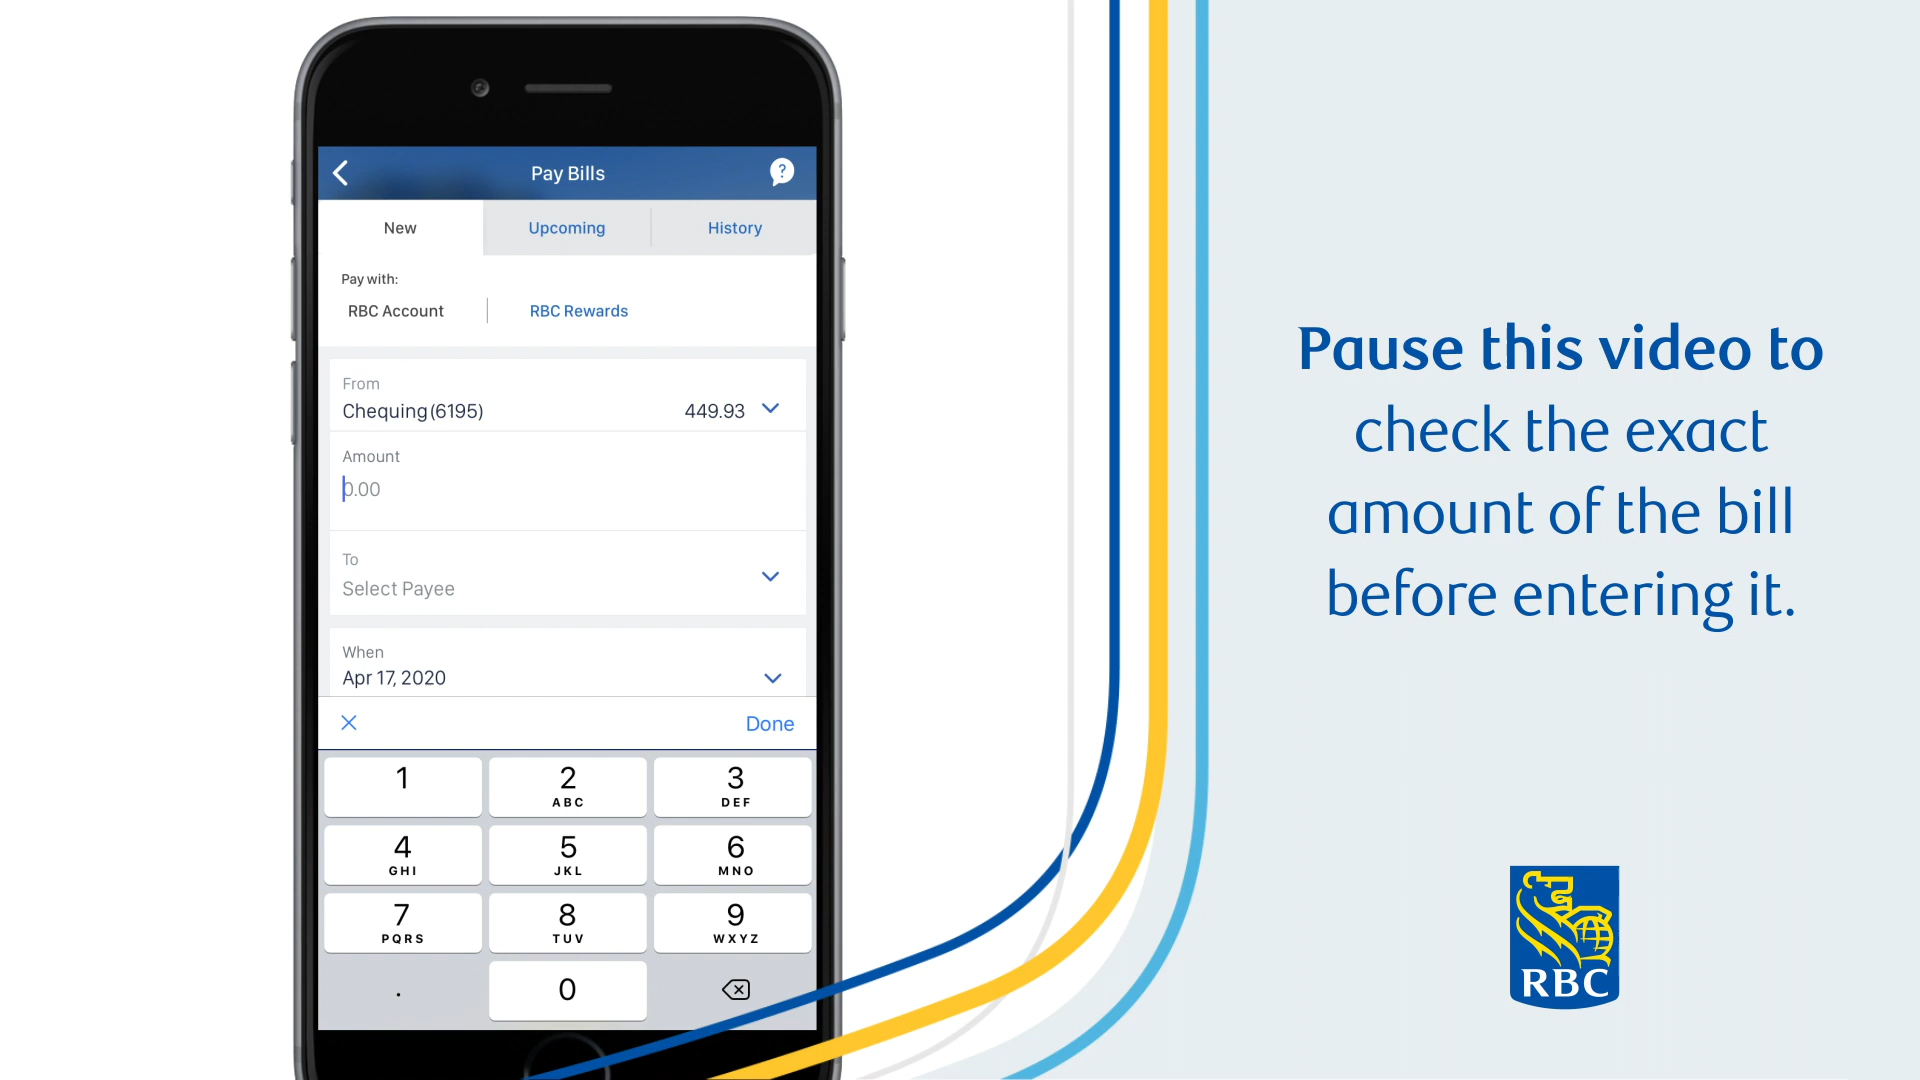 Pay Bills
?
New
Upcoming
History
Pay with:
RBC Account
RBC Rewards
From
Chequing(6195)
449.93
Amount
0.00
To
Select Payee
When
Apr 17, 2020
Done
1
2
ABC
3
DEF
4
GHI
5
JKL
6
MNO
7
PQRS
8
TUV
9
WXYZ
.
0
Pause this video to
check the exact
amount of the bill
before entering it.
RBC